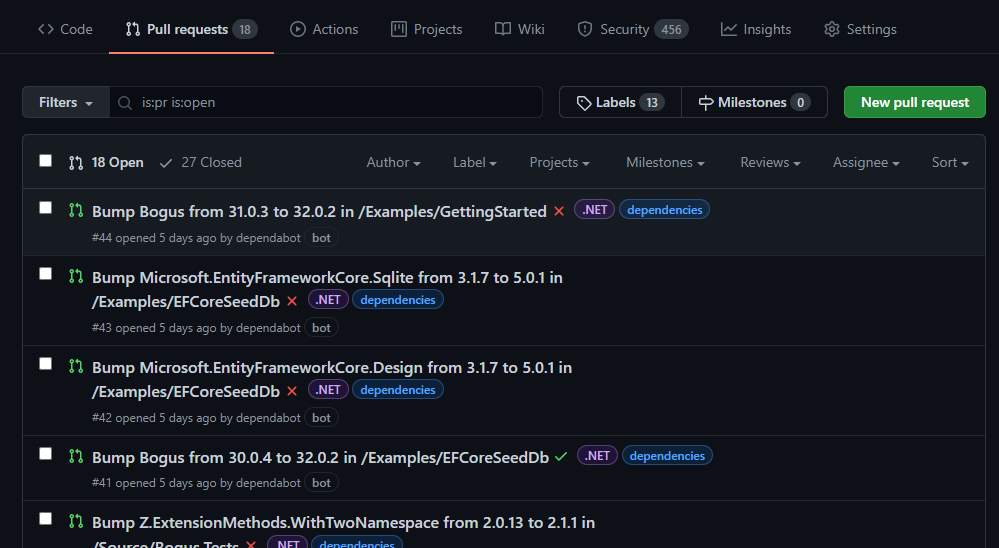 Code Pull requests 18 Actions Projects Wiki Security 456 Insights Settings
Filters is:pr is:open Labels 13 Milestones 0 New pull request
18 Open 27 Closed Author Label Projects Milestones Reviews Assignee Sort
Bump Bogus from 31.0.3 to 32.0.2 in /Examples/GettingStarted .NET dependencies
#44 opened 5 days ago by dependabot bot
Bump Microsoft.EntityFrameworkCore.Sqlite from 3.1.7 to 5.0.1 in
/Examples/EFCoreSeedDb .NET dependencies
#43 opened 5 days ago by dependabot bot
Bump Microsoft.EntityFrameworkCore.Design from 3.1.7 to 5.0.1 in
/Examples/EFCoreSeedDb .NET dependencies
#42 opened 5 days ago by dependabot bot
Bump Bogus from 30.0.4 to 32.0.2 in /Examples/EFCoreSeedDb .NET dependencies
#41 opened 5 days ago by dependabot bot
Bump Z.ExtensionMethods.WithTwoNamespace from 2.0.13 to 2.1.1 in
/Source/Bogus.Tests .NET dependencies